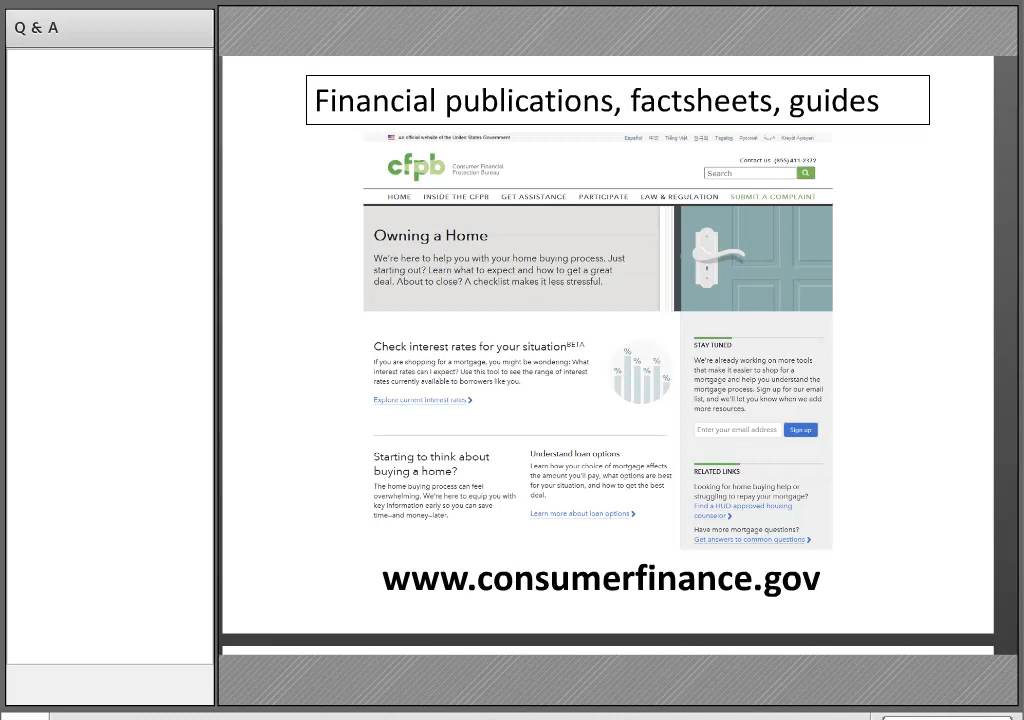 Q & A
Financial publications, factsheets, guides
An official website of the United States Government
Español 中文 Tiếng Việt 한국어 Tagalog Русский Kreyòl Ayisyen
cfpb Consumer Financial
Protection Bureau
Contact us (855) 411-2372
Search
HOME INSIDE THE CFPB GET ASSISTANCE PARTICIPATE LAW & REGULATION SUBMIT A COMPLAINT
Owning a Home
We're here to help you with your home buying process. Just
starting out? Learn what to expect and how to get a great
deal. About to close? A checklist makes it less stressful.
Check interest rates for your situation BETA
If you are shopping for a mortgage, you might be wondering: What
interest rates can I expect? Use this tool to see the range of interest
rates currently available to borrowers like you.
Explore current interest rates
% % % % %
Starting to think about
buying a home?
The home buying process can feel
overwhelming. We're here to equip you with
key information early so you can save
time—and money—later.
Understand loan options
Learn how your choice of mortgage affects
the amount you'll pay, what options are best
for your situation, and how to get the best
deal.
Learn more about loan options
STAY TUNED
We're already working on more tools
that make it easier to shop for a
mortgage and help you understand the
mortgage process. Sign up for our email
list, and we'll let you know when we add
more resources.
Enter your email address Sign up
RELATED LINKS
Looking for home buying help or
struggling to repay your mortgage?
Find a HUD approved housing
counselor
Have more mortgage questions?
Get answers to common questions
www.consumerfinance.gov